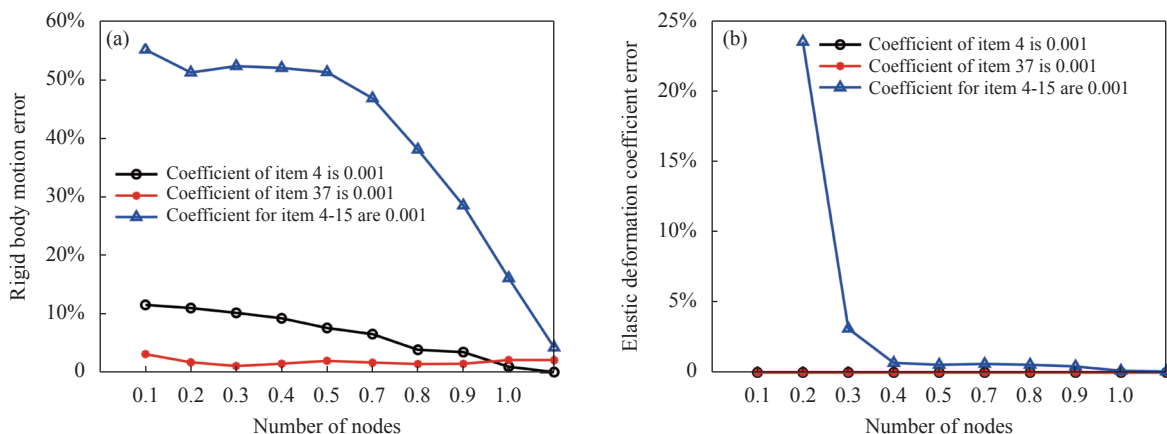 (a)
60%
50%
40%
30%
20%
10%
0
Rigid body motion error
Coefficient of item 4 is 0.001
Coefficient of item 37 is 0.001
Coefficient for item 4-15 are 0.001
0.1 0.2 0.3 0.4 0.5 0.7 0.8 0.9 1.0
Number of nodes
(b)
25%
20%
15%
10%
5%
0
Elastic deformation coefficient error
Coefficient of item 4 is 0.001
Coefficient of item 37 is 0.001
Coefficient for item 4-15 are 0.001
0.1 0.2 0.3 0.4 0.5 0.7 0.8 0.9 1.0
Number of nodes